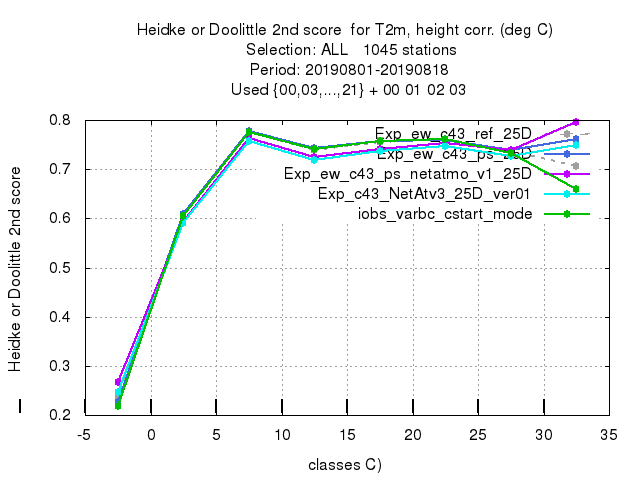 Heidke or Doolittle 2nd score for T2m, height corr. (deg C)
Selection: ALL 1045 stations
Period: 20190801-20190818
Used {00,03,...,21} + 00 01 02 03
Heidke or Doolittle 2nd score
0.8
0.7
0.6
0.5
0.4
0.3
0.2
Exp_ew_c43_ref_25D
Exp_ew_c43_ps_25D
Exp_ew_c43_ps_netatmo_v1_25D
Exp_c43_NetAtv3_25D_ver01
iobs_varbc_cstart_mode
-5 0 5 10 15 20 25 30 35
classes C)